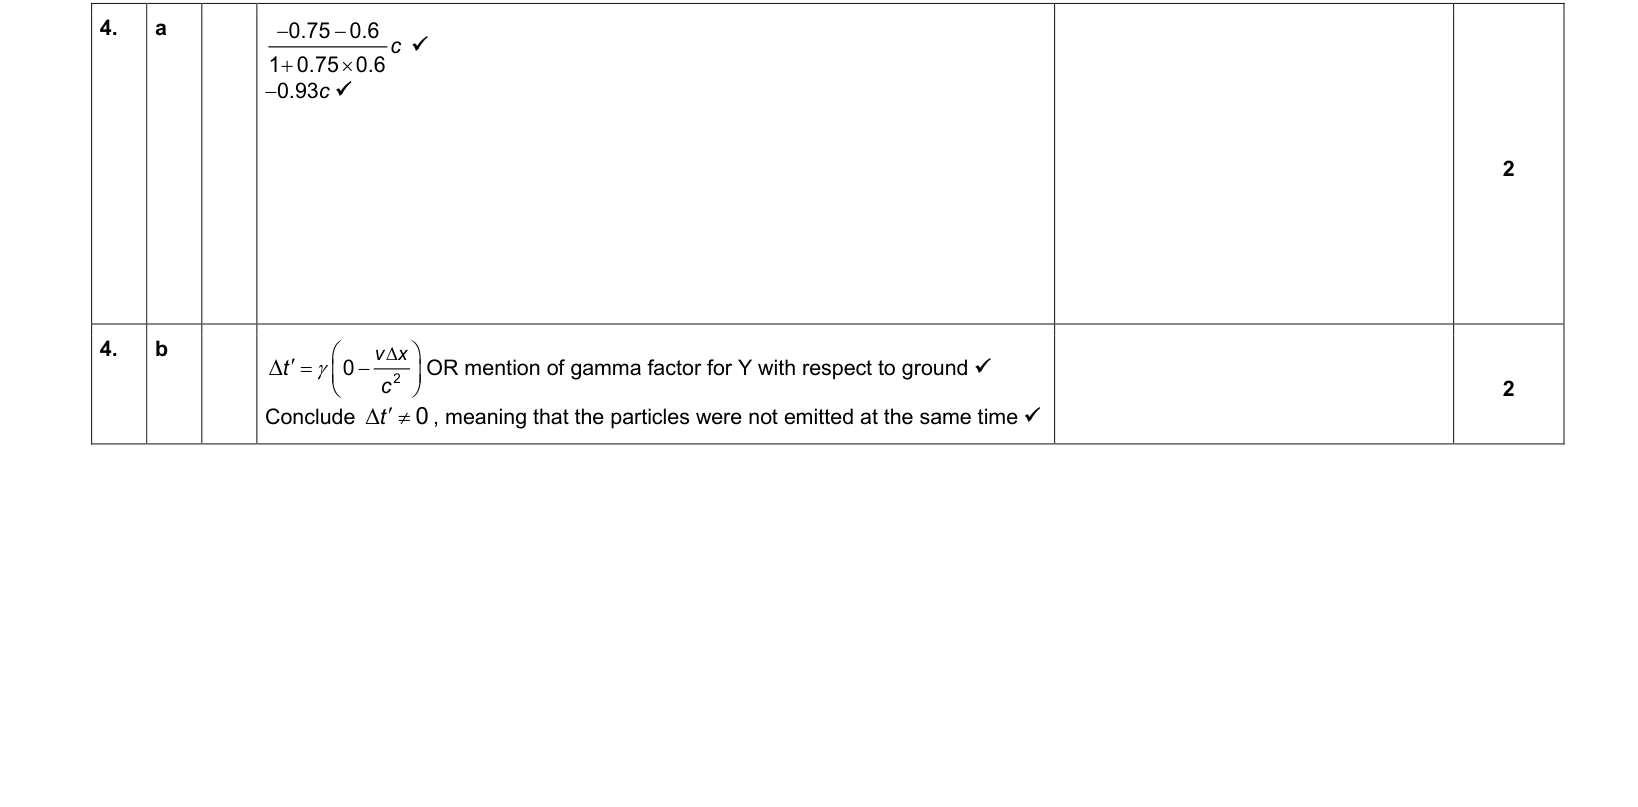 4. a
−0.75 − 0.6
c ✓
1+ 0.75 × 0.6
−0.93c ✓
2
4. b
Δt′ = γ(0 − vΔx/c²) OR mention of gamma factor for Y with respect to ground ✓
Conclude Δt′ ≠ 0 , meaning that the particles were not emitted at the same time ✓
2